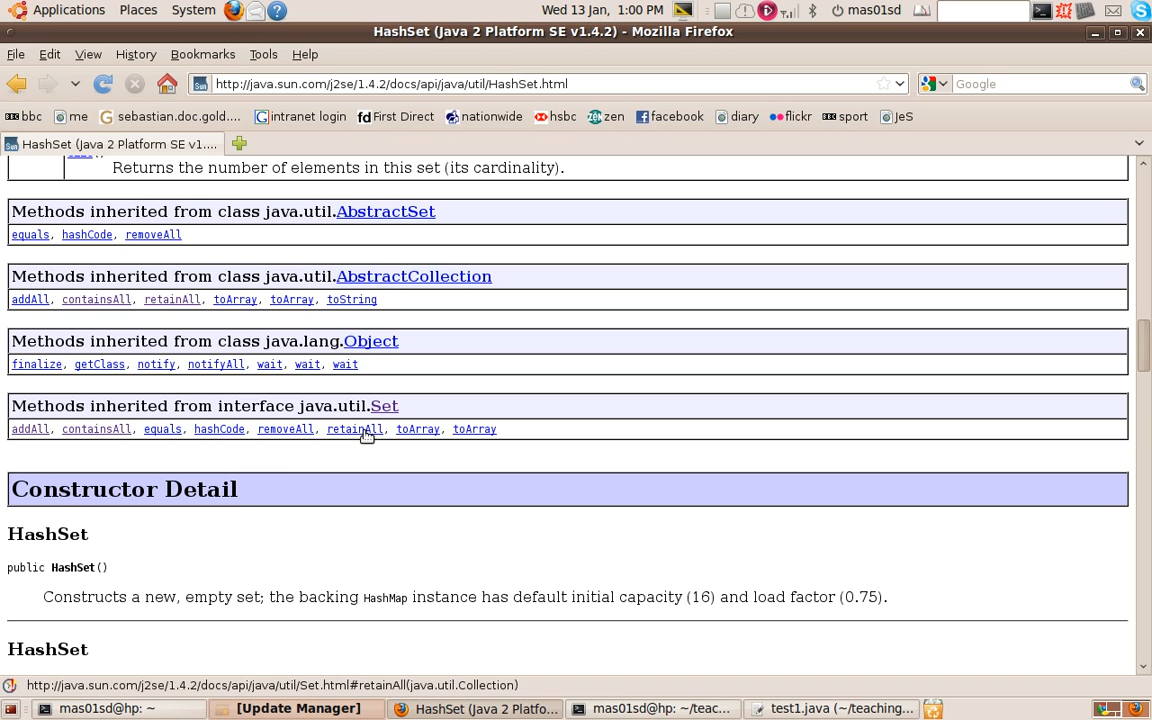 Applications Places System Wed 13 Jan, 1:00 PM mas01sd
HashSet (Java 2 Platform SE v1.4.2) - Mozilla Firefox
File Edit View History Bookmarks Tools Help
http://java.sun.com/j2se/1.4.2/docs/api/java/util/HashSet.html Google
bbc me sebastian.doc.gold.... intranet login First Direct nationwide hsbc zen facebook diary flickr sport JeS
HashSet (Java 2 Platform SE v1....
Returns the number of elements in this set (its cardinality).
Methods inherited from class java.util.AbstractSet
equals, hashCode, removeAll
Methods inherited from class java.util.AbstractCollection
addAll, containsAll, retainAll, toArray, toArray, toString
Methods inherited from class java.lang.Object
finalize, getClass, notify, notifyAll, wait, wait, wait
Methods inherited from interface java.util.Set
addAll, containsAll, equals, hashCode, removeAll, retainAll, toArray, toArray
Constructor Detail
HashSet
public HashSet()
Constructs a new, empty set; the backing HashMap instance has default initial capacity (16) and load factor (0.75).
HashSet
http://java.sun.com/j2se/1.4.2/docs/api/java/util/Set.html#retainAll(java.util.Collection)
mas01sd@hp: ~ [Update Manager] HashSet (Java 2 Platfo... mas01sd@hp: ~/teac... test1.java (~/teaching...